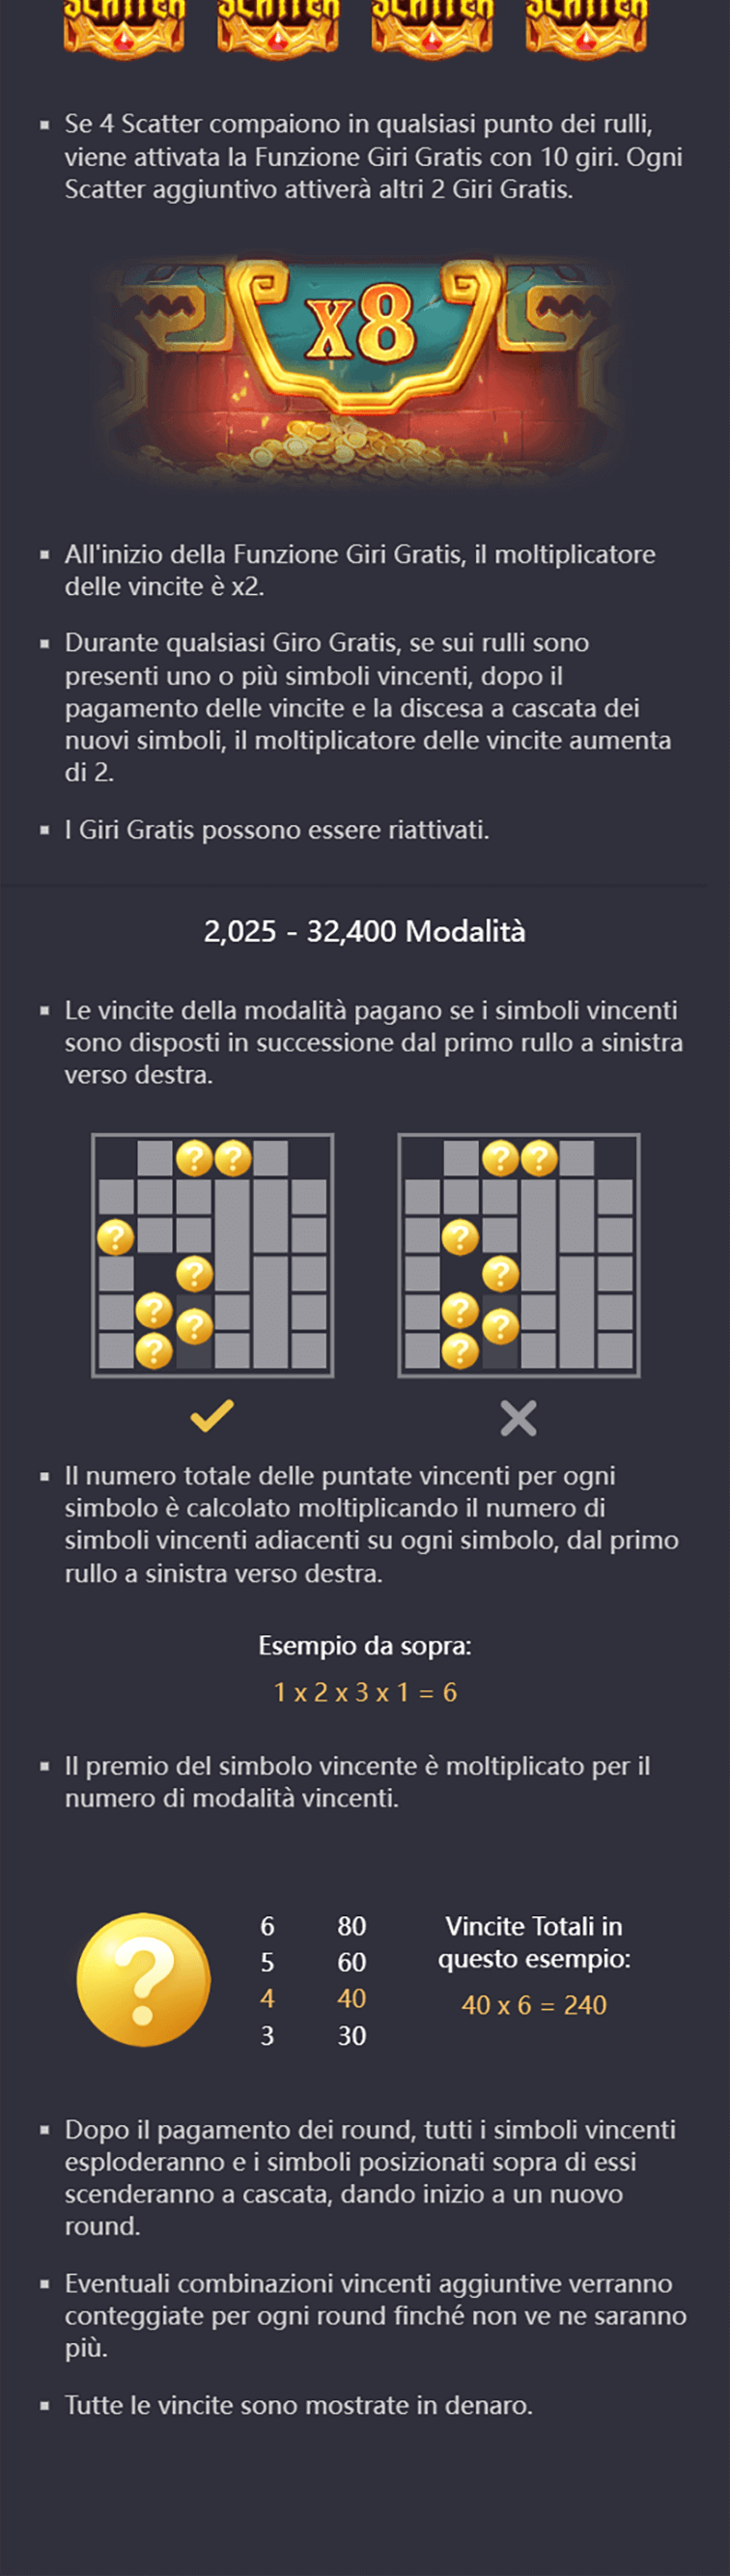 SCATTER SCATTER SCATTER SCATTER
Se 4 Scatter compaiono in qualsiasi punto dei rulli,
viene attivata la Funzione Giri Gratis con 10 giri. Ogni
Scatter aggiuntivo attiverà altri 2 Giri Gratis.
x8
All'inizio della Funzione Giri Gratis, il moltiplicatore
delle vincite è x2.
Durante qualsiasi Giro Gratis, se sui rulli sono
presenti uno o più simboli vincenti, dopo il
pagamento delle vincite e la discesa a cascata dei
nuovi simboli, il moltiplicatore delle vincite aumenta
di 2.
I Giri Gratis possono essere riattivati.
2,025 - 32,400 Modalità
Le vincite della modalità pagano se i simboli vincenti
sono disposti in successione dal primo rullo a sinistra
verso destra.
? ? ? ?
? ?
? ?
? ?
? ?
? ?
Il numero totale delle puntate vincenti per ogni
simbolo è calcolato moltiplicando il numero di
simboli vincenti adiacenti su ogni simbolo, dal primo
rullo a sinistra verso destra.
Esempio da sopra:
1 x 2 x 3 x 1 = 6
Il premio del simbolo vincente è moltiplicato per il
numero di modalità vincenti.
?
6 80
5 60
4 40
3 30
Vincite Totali in
questo esempio:
40 x 6 = 240
Dopo il pagamento dei round, tutti i simboli vincenti
esploderanno e i simboli posizionati sopra di essi
scenderanno a cascata, dando inizio a un nuovo
round.
Eventuali combinazioni vincenti aggiuntive verranno
conteggiate per ogni round finché non ve ne saranno
più.
Tutte le vincite sono mostrate in denaro.